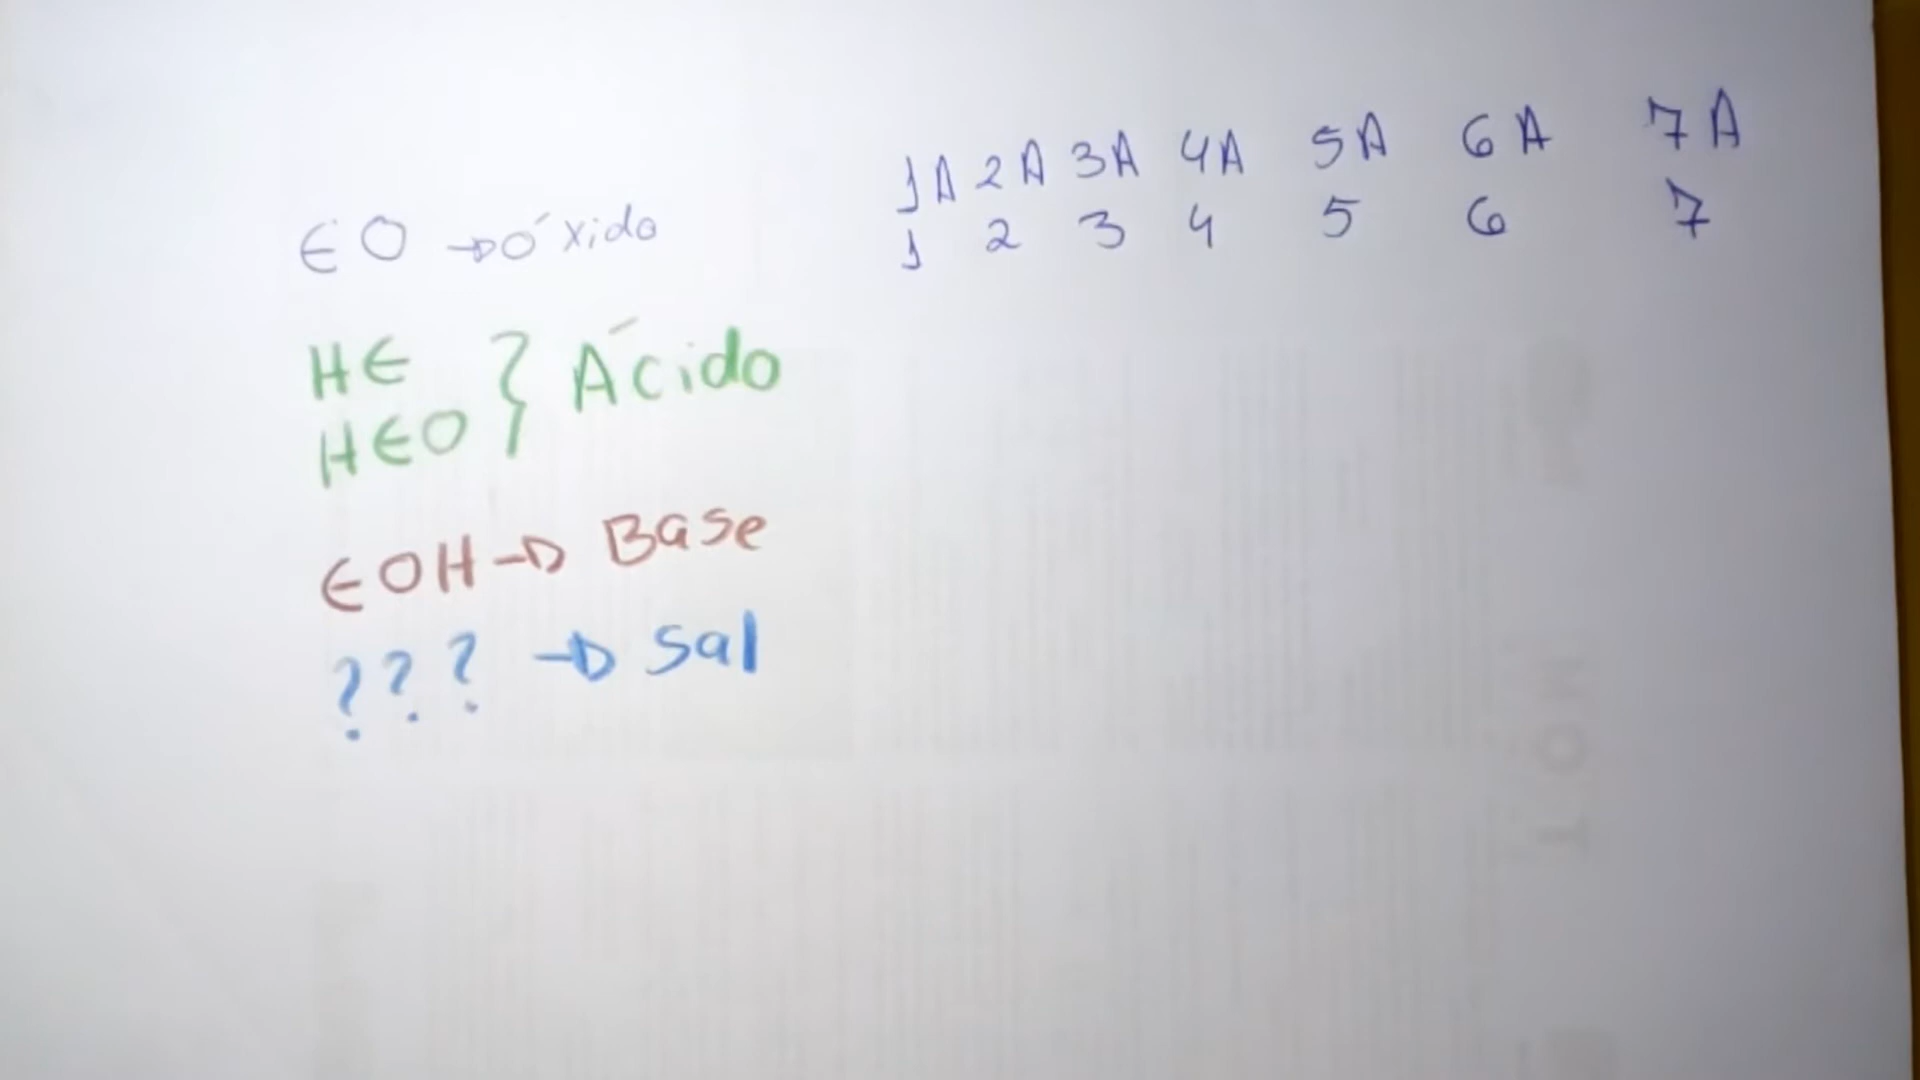 1A 2A 3A 4A 5A 6A 7A
1 2 3 4 5 6 7
EO → óxido
HE
HEO } Ácido
EOH → Base
??? → Sal